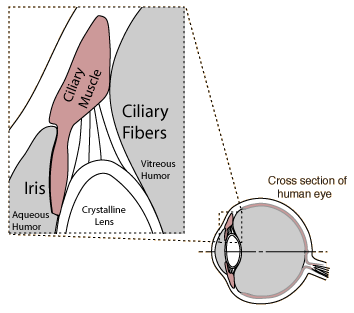 Ciliary
Muscle
Ciliary
Fibers
Vitreous
Humor
Iris
Aqueous
Humor
Crystalline
Lens
Cross section of
human eye